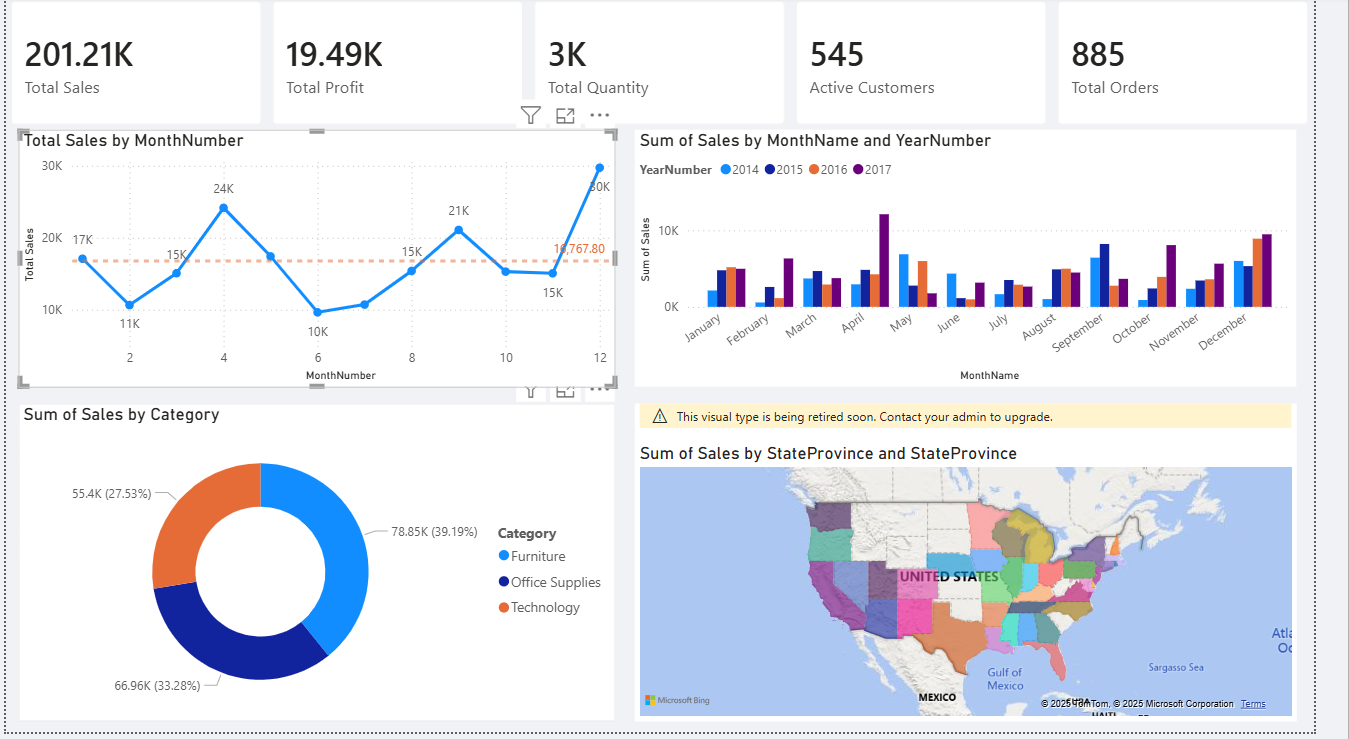 201.21K
Total Sales
19.49K
Total Profit
3K
Total Quantity
545
Active Customers
885
Total Orders
Total Sales by MonthNumber
30K
20K
10K
Total Sales
17K
11K
15K
24K
10K
15K
21K
15K
30K
16,767.80
2
4
6
8
10
12
MonthNumber
Sum of Sales by MonthName and YearNumber
YearNumber 2014 2015 2016 2017
10K
0K
Sum of Sales
January
February
March
April
May
June
July
August
September
October
November
December
MonthName
Sum of Sales by Category
55.4K (27.53%)
78.85K (39.19%)
66.96K (33.28%)
Category
Furniture
Office Supplies
Technology
This visual type is being retired soon. Contact your admin to upgrade.
Sum of Sales by StateProvince and StateProvince
UNITED STATES
Gulf of
Mexico
Sargasso Sea
MEXICO
Microsoft Bing
© 2025 TomTom, © 2025 Microsoft Corporation Terms